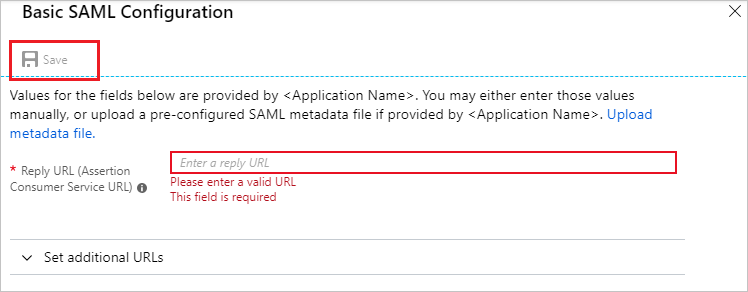 Basic SAML Configuration
Save
Values for the fields below are provided by <Application Name>. You may either enter those values
manually, or upload a pre-configured SAML metadata file if provided by <Application Name>. Upload
metadata file.
* Reply URL (Assertion
Consumer Service URL)
Enter a reply URL
Please enter a valid URL
This field is required
Set additional URLs